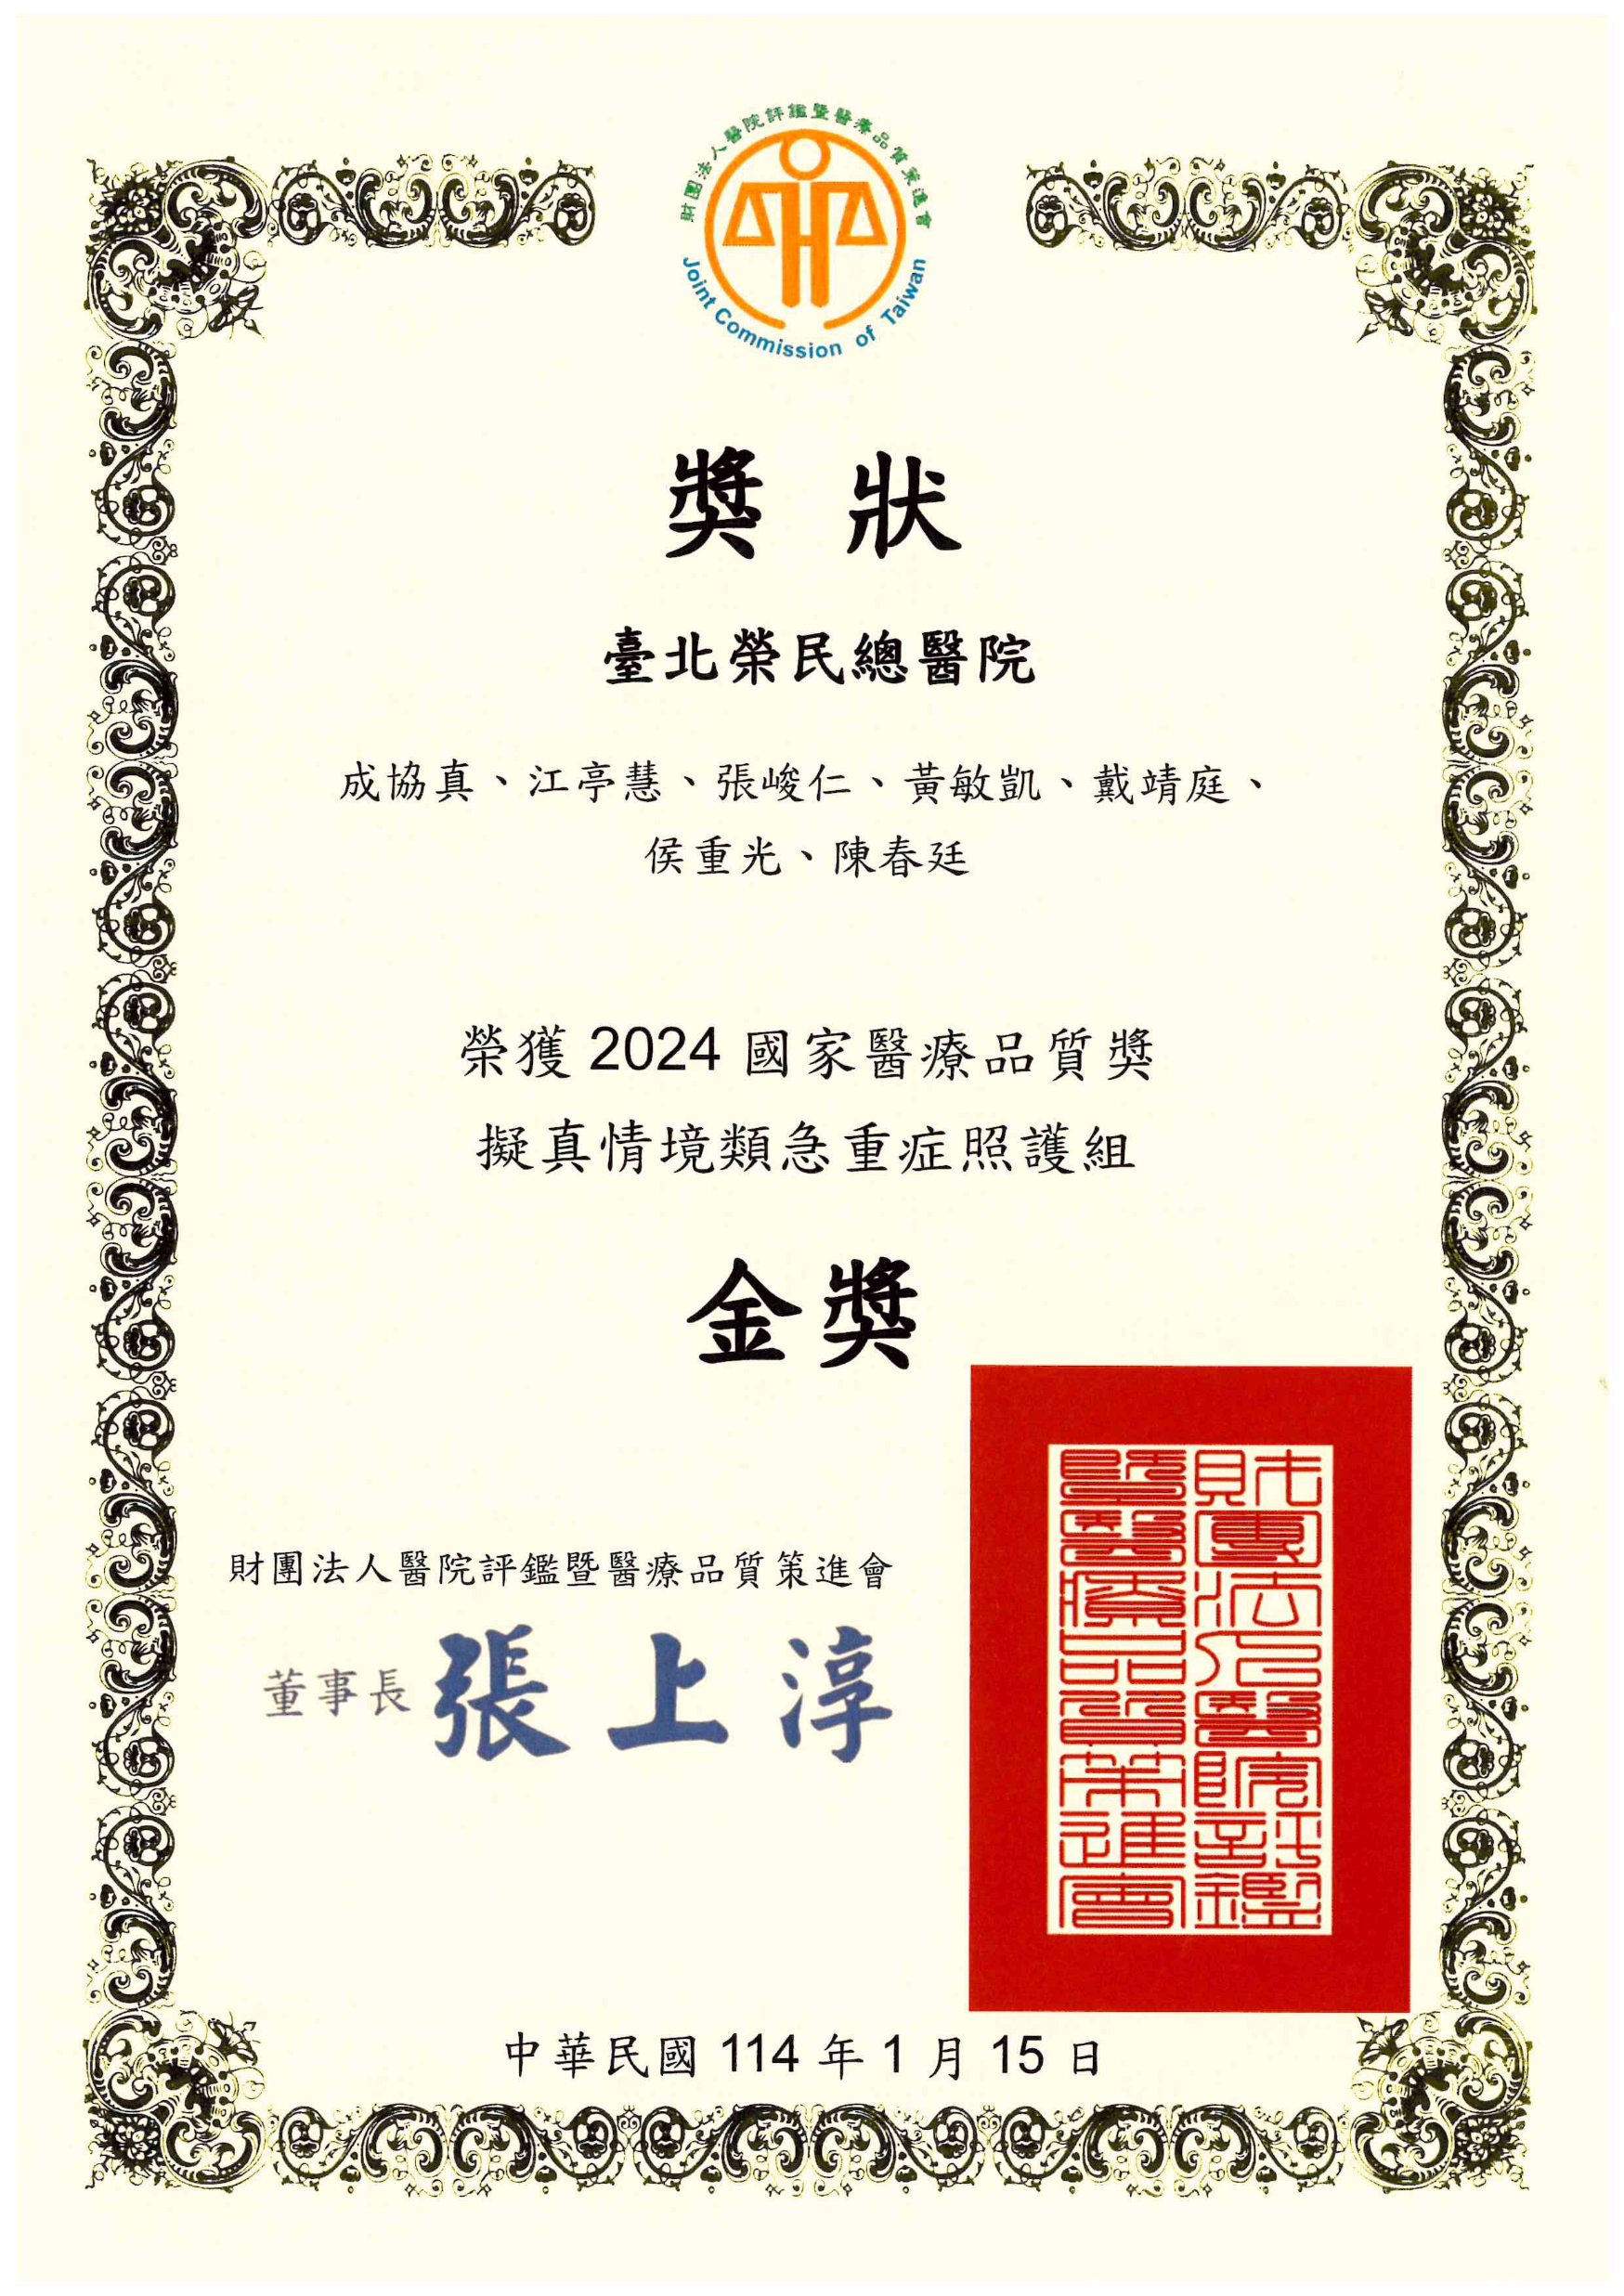 財團法人醫院評鑑暨醫療品質策進會
Joint Commission of Taiwan
獎狀
臺北榮民總醫院
成協真、江亭慧、張峻仁、黃敏凱、戴靖庭、
侯重光、陳春廷
榮獲 2024 國家醫療品質獎
擬真情境類急重症照護組
金獎
財團法人醫院評鑑暨醫療品質策進會
董事長 張上淳
財團法人醫院評鑑
暨醫療品質策進會
中華民國 114 年 1 月 15 日